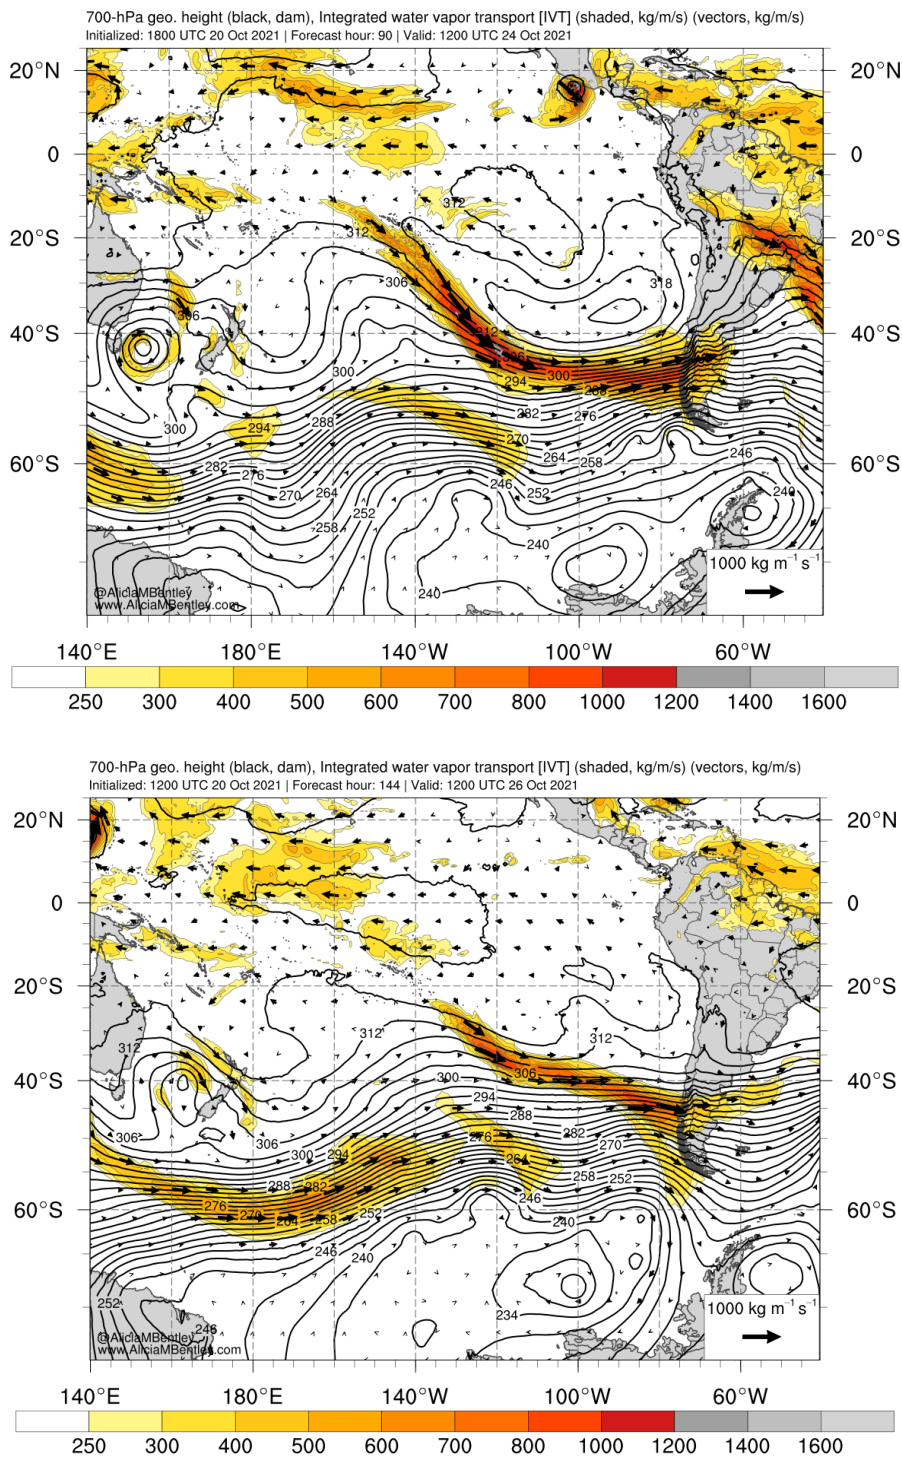 700-hPa geo. height (black, dam), Integrated water vapor transport [IVT] (shaded, kg/m/s) (vectors, kg/m/s)
Initialized: 1800 UTC 20 Oct 2021 | Forecast hour: 90 | Valid: 1200 UTC 24 Oct 2021
20°N 20°N
0 0
312
20°S 312 20°S
306 318
306
40°S 312 40°S
306
300 294 300
288
282 276
288
300 294 270
246
264 258
60°S 282 60°S
276 246 252 240
270 264
252
258
240
1000 kg m⁻¹ s⁻¹
240
@AliciaMBentley
www.AliciaMBentley.com
140°E 180°E 140°W 100°W 60°W
250 300 400 500 600 700 800 1000 1200 1400 1600
700-hPa geo. height (black, dam), Integrated water vapor transport [IVT] (shaded, kg/m/s) (vectors, kg/m/s)
Initialized: 1200 UTC 20 Oct 2021 | Forecast hour: 144 | Valid: 1200 UTC 26 Oct 2021
20°N 20°N
0 0
20°S 20°S
312 312
312
306
40°S 300 40°S
294
288
306 306 276 282
270
300 294 264
258 252
288 282 246
276 270 264 258 252 240
60°S 60°S
246 240
252 234
1000 kg m⁻¹ s⁻¹
246
@AliciaMBentley
www.AliciaMBentley.com
140°E 180°E 140°W 100°W 60°W
250 300 400 500 600 700 800 1000 1200 1400 1600